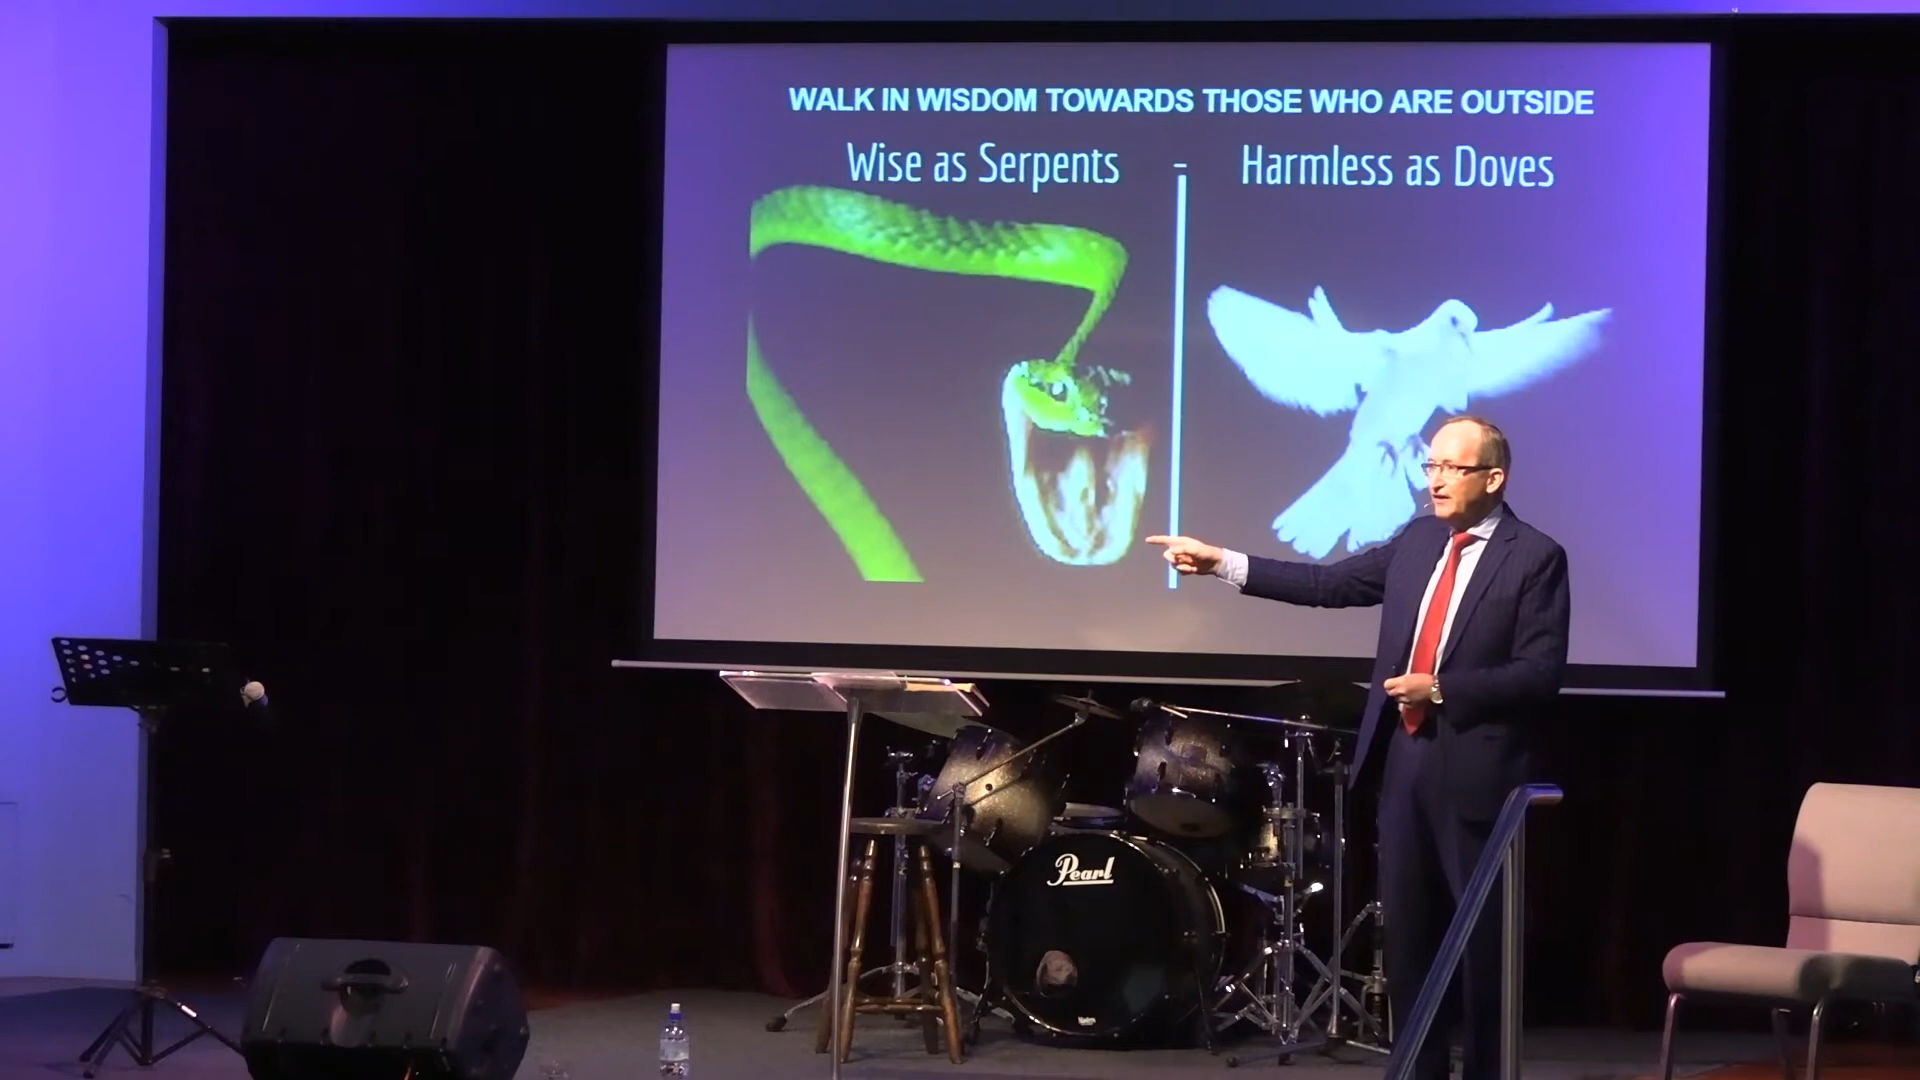 WALK IN WISDOM TOWARDS THOSE WHO ARE OUTSIDE
Wise as Serpents - Harmless as Doves
Pearl